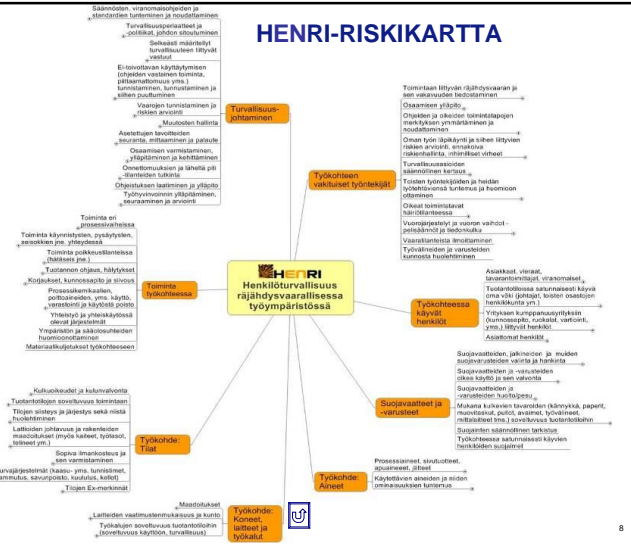 HENRI-RISKIKARTTA
Säännösten, viranomaisohjeiden ja
standardien tunteminen ja noudattaminen
Turvallisuusperiaatteet ja
-politiikat, johdon sitoutuminen
Selkeästi määritellyt
turvallisuuteen liittyvät
vastuut
Ei-toivottavan käyttäytymisen
(ohjeiden vastainen toiminta,
piittaamattomuus yms.)
tunnistaminen, tunnustaminen ja
siihen puuttuminen
Vaarojen tunnistaminen ja
riskien arviointi
Muutosten hallinta
Asetettujen tavoitteiden
seuranta, mittaaminen ja palaute
Osaamisen varmistaminen,
ylläpitäminen ja kehittäminen
Onnettomuuksien ja läheltä piti
-tilanteiden tutkinta
Ohjeistuksen laatiminen ja ylläpito
Työhyvinvoinnin ylläpitäminen,
seuraaminen ja arviointi
Turvallisuus-
johtaminen
Toimintaan liittyvän räjähdysvaaran ja
sen vakavuuden tiedostaminen
Osaamisen ylläpito
Ohjeiden ja oikeiden toimintatapojen
merkityksen ymmärtäminen ja
noudattaminen
Oman työn läpikäynti ja siihen liittyvien
riskien arviointi, ennakoiva
riskienhallinta, inhimilliset virheet
Turvallisuusasioiden
säännöllinen kertaus
Toisten työntekijöiden ja heidän
työtehtäviensä tuntemus ja huomioon
ottaminen
Oikeat toimintatavat
häiriötilanteessa
Vuorojärjestelyt ja vuoron vaihdot -
pelisäännöt ja tiedonkulku
Vaaratilanteista ilmoittaminen
Työvälineiden ja varusteiden
kunnosta huolehtiminen
Työkohteen
vakituiset työntekijät
Toiminta eri
prosessivaiheissa
Toiminta käynnistysten, pysäytysten,
seisokkien jne. yhteydessä
Toiminta poikkeustilanteissa
(hätäseis jne.)
Tuotannon ohjaus, hälytykset
Korjaukset, kunnossapito ja siivous
Prosessikemikaalien,
polttoaineiden, yms. käyttö,
varastointi ja käytöstä poisto
Yhteistyö ja yhteiskäytössä
olevat järjestelmät
Ympäristön ja sääolosuhteiden
huomioonottaminen
Materiaalikuljetukset työkohteeseen
Toiminta
työkohteessa
HENRI
Henkilöturvallisuus
räjähdysvaarallisessa
työympäristössä
Työkohteessa
käyvät
henkilöt
Asiakkaat, vieraat,
tavarantoimittajat, viranomaiset
Tuotantotiloissa satunnaisesti käyvä
oma väki (johtajat, toisten osastojen
henkilökunta ym.)
Yrityksen kumppanuusyrityksiin
(kunnossapito, ruokalat, vartiointi,
yms.) liittyvät henkilöt
Asiattomat henkilöt
Suojavaatteet ja
-varusteet
Suojavaatteiden, jalkineiden ja muiden
suojavarusteiden valinta ja hankinta
Suojavaatteiden ja -varusteiden
oikea käyttö ja sen valvonta
Suojavaatteiden ja
-varusteiden huolto/pesu
Mukana kulkevien tavaroiden (kännykkä, paperit,
muovitaskut, pullot, avaimet, työvälineet,
mittalaitteet tms.) soveltuvuus tuotantotiloihin
Suojainten säännöllinen tarkistus
Työkohteessa satunnaisesti käyvien
henkilöiden suojaimet
Kulkuoikeudet ja kulunvalvonta
Tuotantotilojen soveltuvuus toimintaan
Tilojen siisteys ja järjestys sekä niistä
huolehtiminen
Lattioiden johtavuus ja rakenteiden
maadoitukset (myös kaiteet, työtasot,
telineet ym.)
Sopiva ilmankosteus ja
sen varmistaminen
rvajärjestelmät (kaasu- yms. tunnistimet,
ammutus, savunpoisto, kuulutus, kellot)
Tilojen Ex-merkinnät
Työkohde:
Tilat
Työkohde:
Aineet
Prosessiaineet, sivutuotteet,
apuaineet, jätteet
Käytettävien aineiden ja niiden
ominaisuuksien tuntemus
Maadoitukset
Laitteiden vaatimustenmukaisuus ja kunto
Työkalujen soveltuvuus tuotantotiloihin
(soveltuvuus käyttöön, turvallisuus)
Työkohde:
Koneet,
laitteet ja
työkalut
8